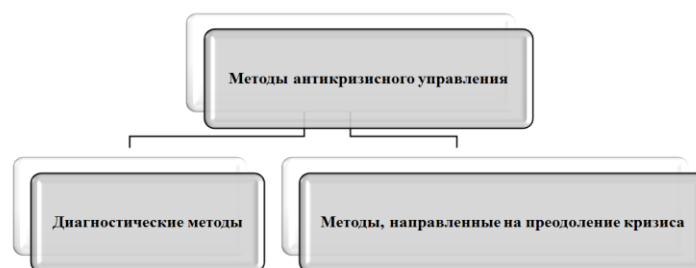 Методы антикризисного управления
Диагностические методы
Методы, направленные на преодоление кризиса